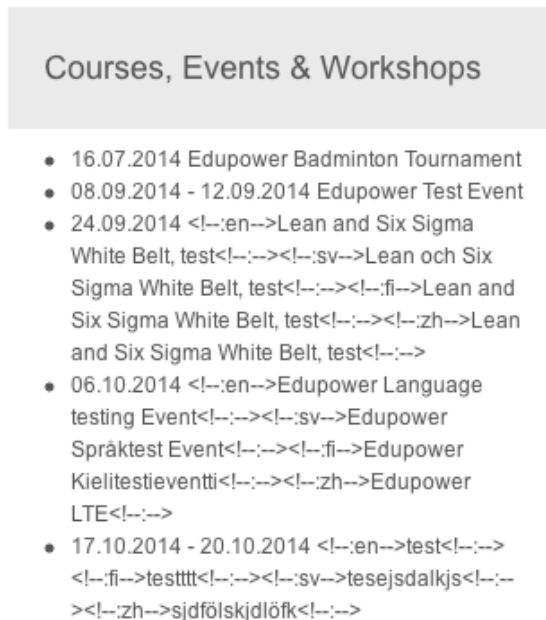 Courses, Events & Workshops
16.07.2014 Edupower Badminton Tournament
08.09.2014 - 12.09.2014 Edupower Test Event
24.09.2014 <!--:en-->Lean and Six Sigma
White Belt, test<!--:--><!--:sv-->Lean och Six
Sigma White Belt, test<!--:--><!--:fi-->Lean and
Six Sigma White Belt, test<!--:--><!--:zh-->Lean
and Six Sigma White Belt, test<!--:-->
06.10.2014 <!--:en-->Edupower Language
testing Event<!--:--><!--:sv-->Edupower
Språktest Event<!--:--><!--:fi-->Edupower
Kielitestieventti<!--:--><!--:zh-->Edupower
LTE<!--:-->
17.10.2014 - 20.10.2014 <!--:en-->test<!--:-->
<!--:fi-->testttt<!--:--><!--:sv-->tesejsdalkjs<!--:--
><!--:zh-->sjdfölskjdlöfk<!--:-->